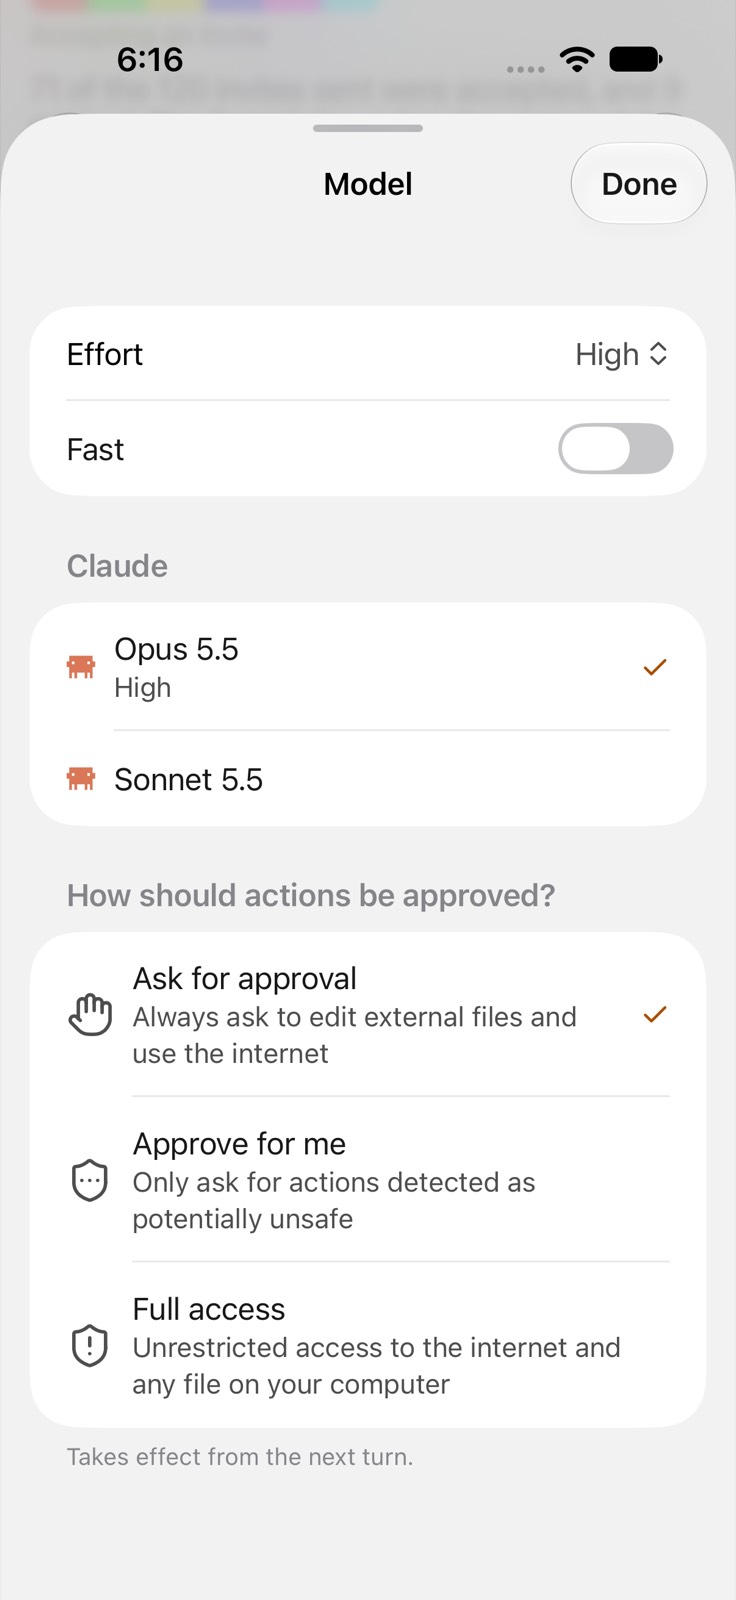 6:16
Model
Done
Effort
High
Fast
Claude
Opus 5.5
High
Sonnet 5.5
How should actions be approved?
Ask for approval
Always ask to edit external files and
use the internet
Approve for me
Only ask for actions detected as
potentially unsafe
Full access
Unrestricted access to the internet and
any file on your computer
Takes effect from the next turn.